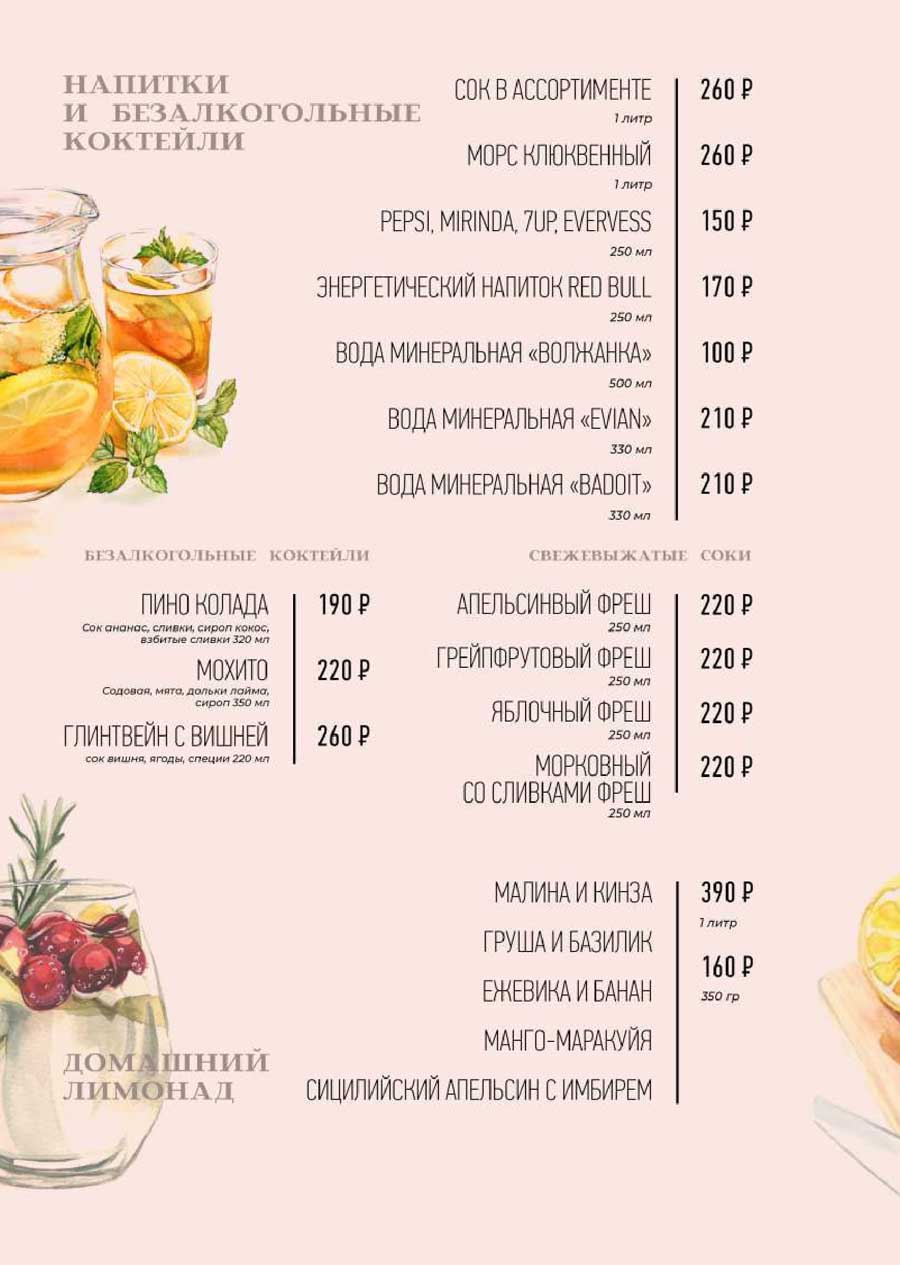 НАПИТКИ
И БЕЗАЛКОГОЛЬНЫЕ
КОКТЕЙЛИ
СОК В АССОРТИМЕНТЕ 260 ₽
1 литр
МОРС КЛЮКВЕННЫЙ 260 ₽
1 литр
PEPSI, MIRINDA, 7UP, EVERVESS 150 ₽
250 мл
ЭНЕРГЕТИЧЕСКИЙ НАПИТОК RED BULL 170 ₽
250 мл
ВОДА МИНЕРАЛЬНАЯ «ВОЛЖАНКА» 100 ₽
500 мл
ВОДА МИНЕРАЛЬНАЯ «EVIAN» 210 ₽
330 мл
ВОДА МИНЕРАЛЬНАЯ «BADOIT» 210 ₽
330 мл
БЕЗАЛКОГОЛЬНЫЕ КОКТЕЙЛИ
ПИНО КОЛАДА 190 ₽
Сок ананас, сливки, сироп кокос,
взбитые сливки 320 мл
МОХИТО 220 ₽
Содовая, мята, дольки лайма,
сироп 350 мл
ГЛИНТВЕЙН С ВИШНЕЙ 260 ₽
сок вишня, ягоды, специи 220 мл
СВЕЖЕВЫЖАТЫЕ СОКИ
АПЕЛЬСИНВЫЙ ФРЕШ 220 ₽
250 мл
ГРЕЙПФРУТОВЫЙ ФРЕШ 220 ₽
250 мл
ЯБЛОЧНЫЙ ФРЕШ 220 ₽
250 мл
МОРКОВНЫЙ 220 ₽
СО СЛИВКАМИ ФРЕШ
250 мл
ДОМАШНИЙ
ЛИМОНАД
МАЛИНА И КИНЗА 390 ₽
1 литр
ГРУША И БАЗИЛИК
160 ₽
ЕЖЕВИКА И БАНАН 350 гр
МАНГО-МАРАКУЙЯ
СИЦИЛИЙСКИЙ АПЕЛЬСИН С ИМБИРЕМ